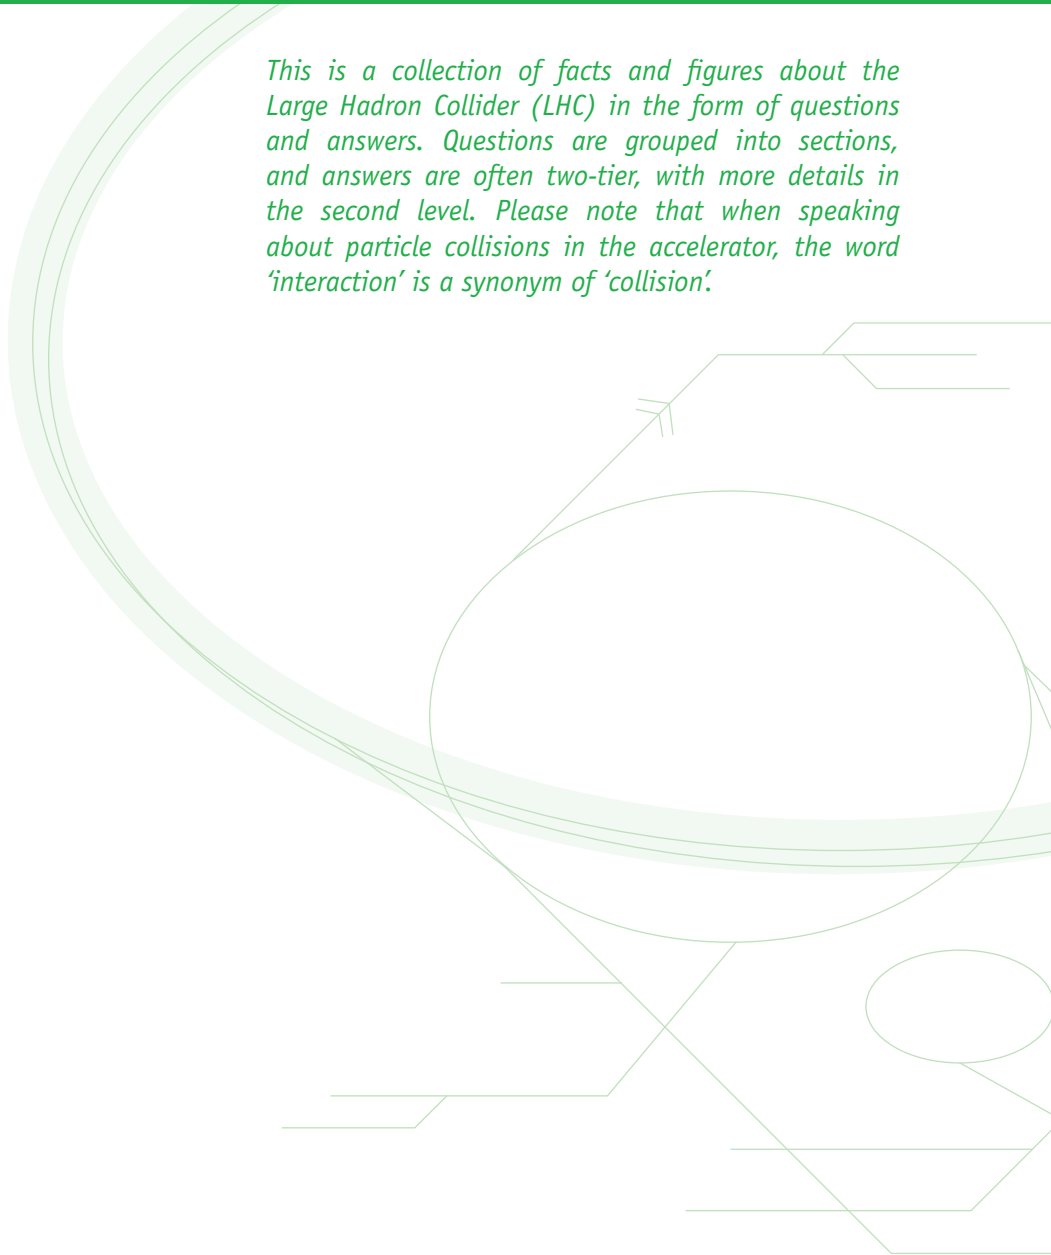 This is a collection of facts and figures about the
Large Hadron Collider (LHC) in the form of questions
and answers. Questions are grouped into sections,
and answers are often two-tier, with more details in
the second level. Please note that when speaking
about particle collisions in the accelerator, the word
‘interaction’ is a synonym of ‘collision’.